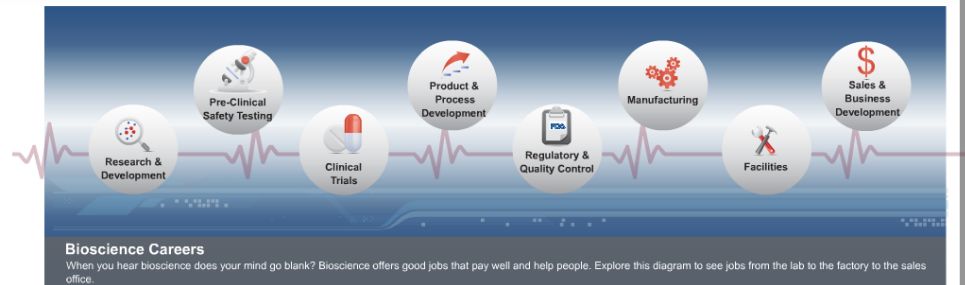 Research &
Development
Pre-Clinical
Safety Testing
Clinical
Trials
Product &
Process
Development
FDA
Regulatory &
Quality Control
Manufacturing
Facilities
$
Sales &
Business
Development
Bioscience Careers
When you hear bioscience does your mind go blank? Bioscience offers good jobs that pay well and help people. Explore this diagram to see jobs from the lab to the factory to the sales
office.